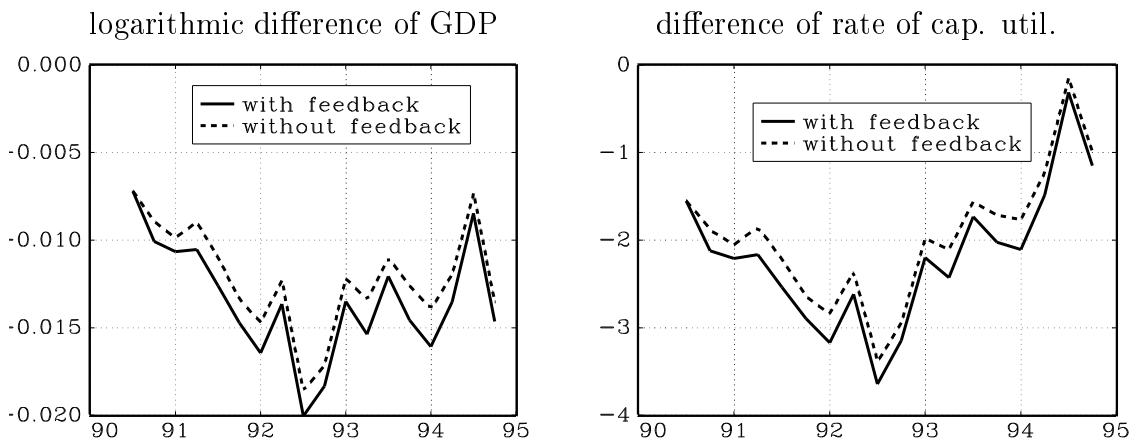 logarithmic difference of GDP
0.000
-0.005
-0.010
-0.015
-0.020
with feedback
without feedback
90 91 92 93 94 95
difference of rate of cap. util.
0
-1
-2
-3
-4
with feedback
without feedback
90 91 92 93 94 95